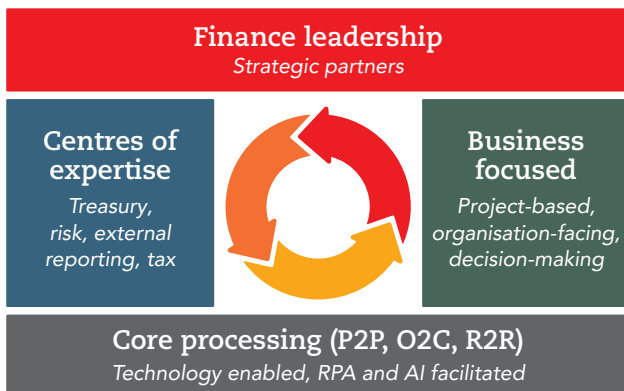 Finance leadership
Strategic partners
Centres of
expertise
Treasury,
risk, external
reporting, tax
Business
focused
Project-based,
organisation-facing,
decision-making
Core processing (P2P, O2C, R2R)
Technology enabled, RPA and AI facilitated